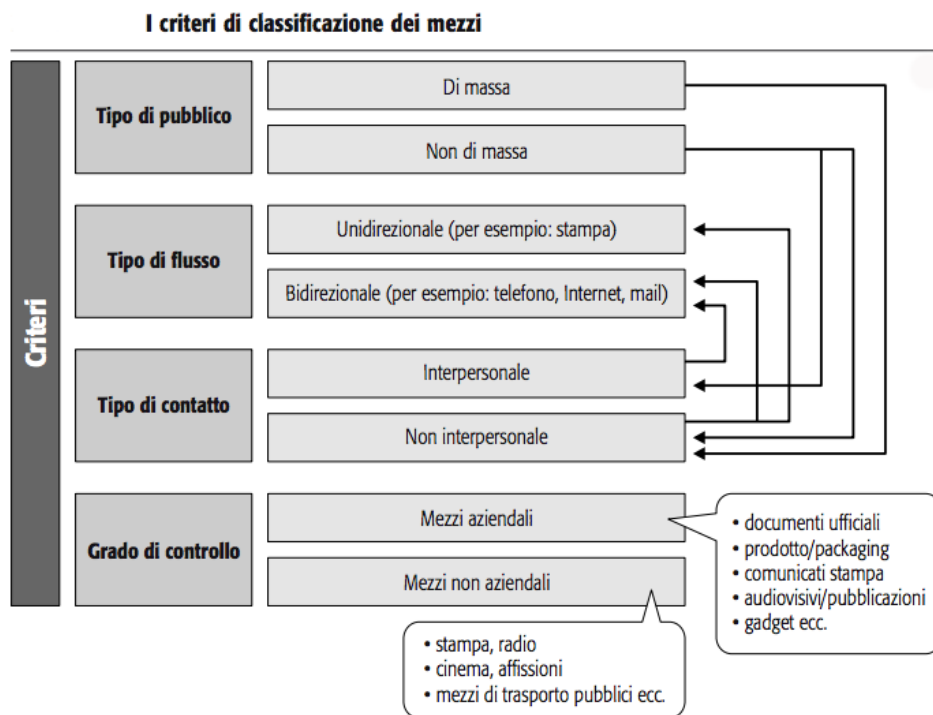 I criteri di classificazione dei mezzi
Criteri
Tipo di pubblico
Di massa
Non di massa
Tipo di flusso
Unidirezionale (per esempio: stampa)
Bidirezionale (per esempio: telefono, Internet, mail)
Tipo di contatto
Interpersonale
Non interpersonale
Grado di controllo
Mezzi aziendali
Mezzi non aziendali
• documenti ufficiali
• prodotto/packaging
• comunicati stampa
• audiovisivi/pubblicazioni
• gadget ecc.
• stampa, radio
• cinema, affissioni
• mezzi di trasporto pubblici ecc.